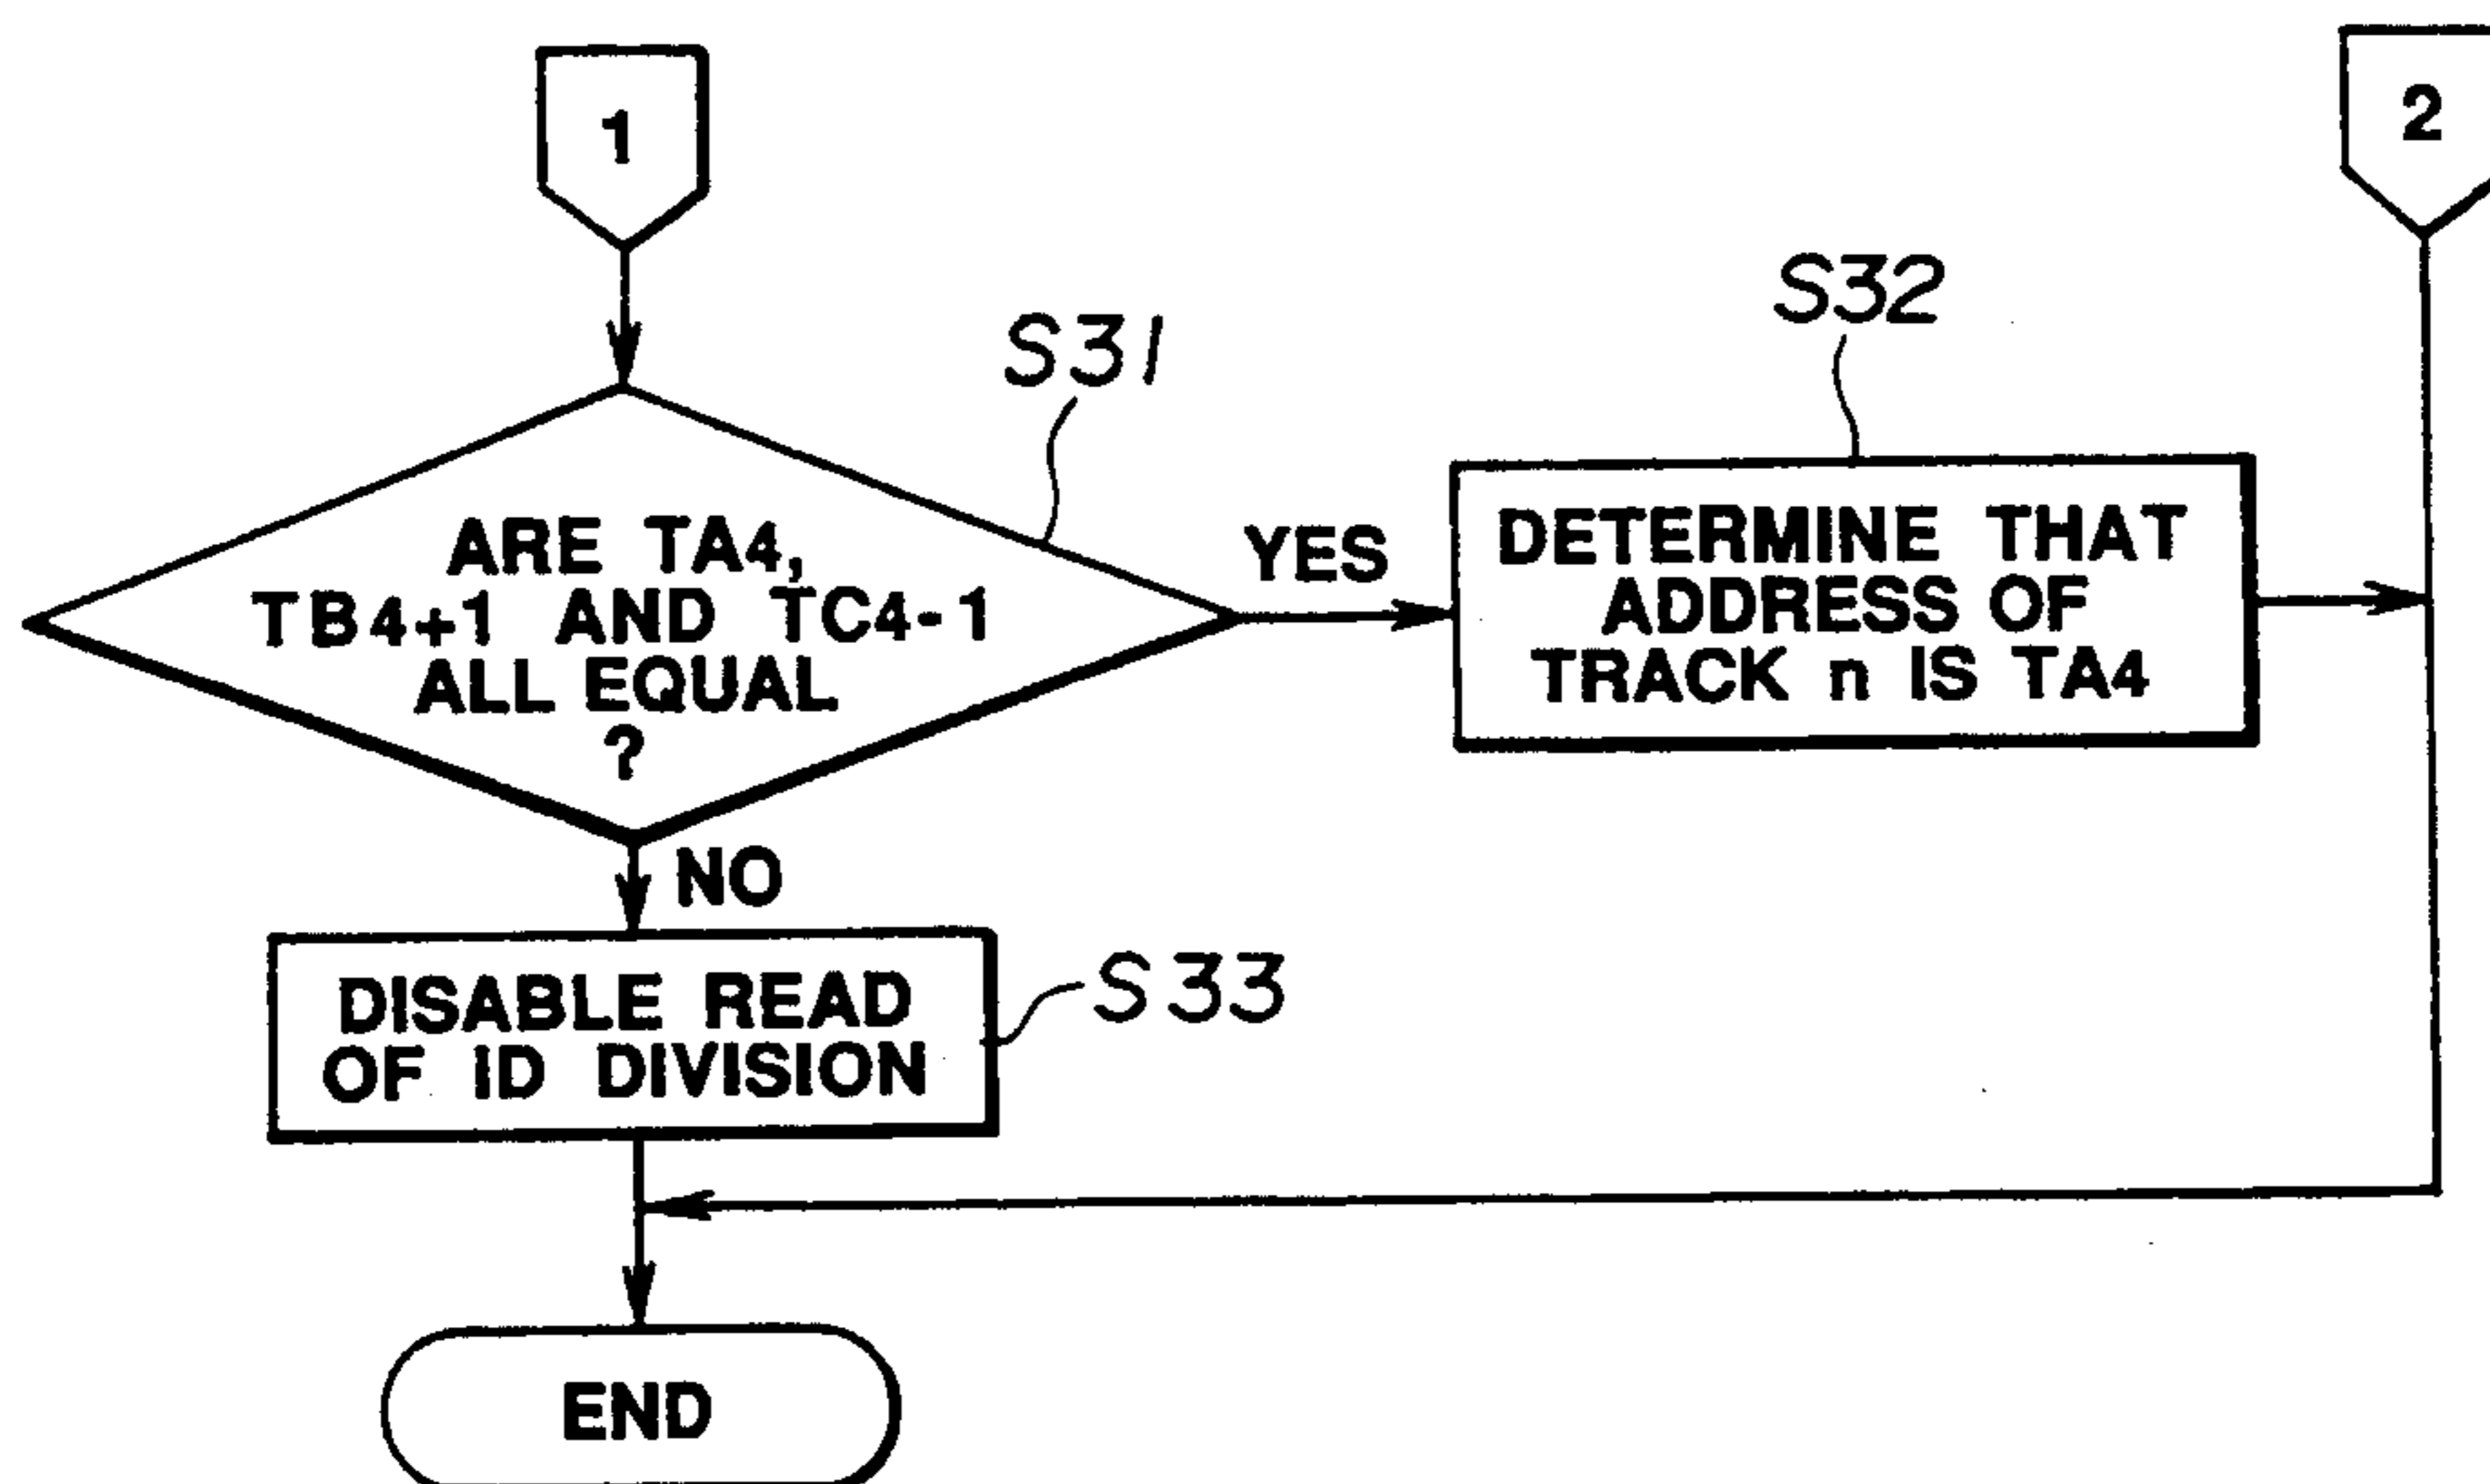 1
2
S31
S32
ARE TA4,
TB4+1 AND TC4-1
ALL EQUAL
?
YES
DETERMINE THAT
ADDRESS OF
TRACK n IS TA4
NO
DISABLE READ
OF ID DIVISION
S33
END